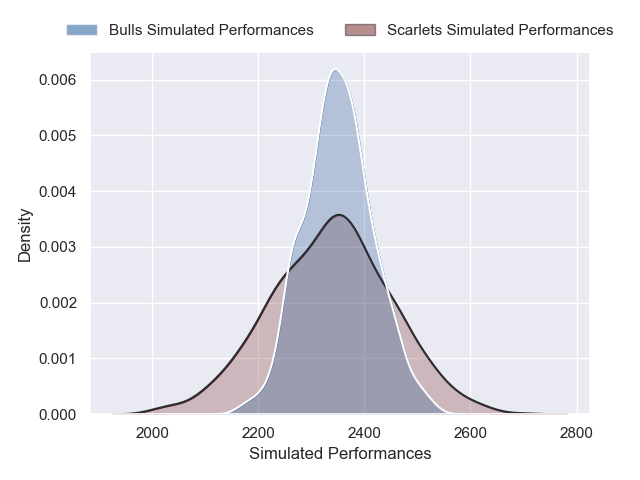 Bulls Simulated Performances
Scarlets Simulated Performances
0.006
0.005
0.004
0.003
0.002
0.001
0.000
Density
2000 2200 2400 2600 2800
Simulated Performances